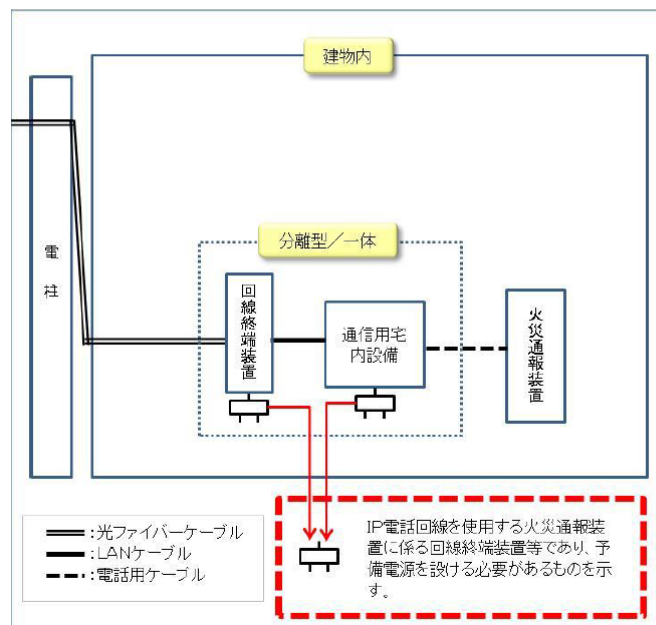 建物内
電柱
分離型／一体
回線終端装置
通信用宅
内設備
火災通報装置
:光ファイバーケーブル
:LANケーブル
:電話用ケーブル
IP電話回線を使用する火災通報装
置に係る回線終端装置等であり、予
備電源を設ける必要があるものを示
す。